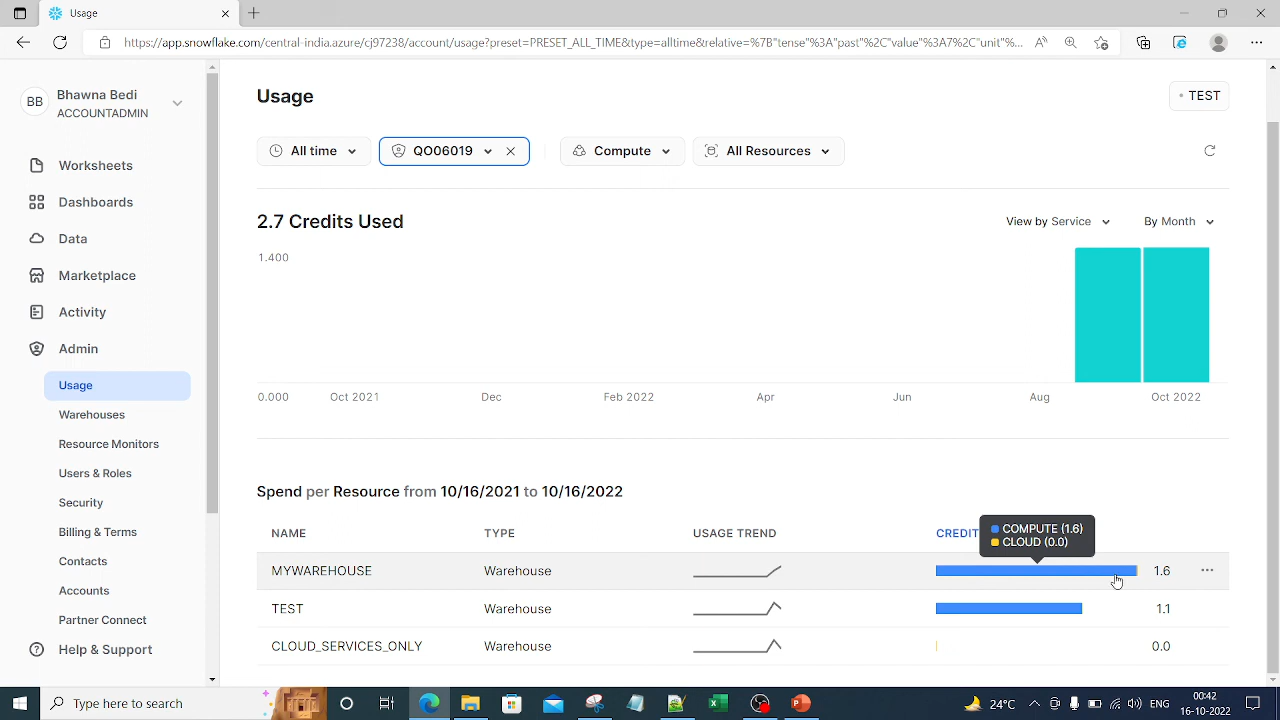 Usage
https://app.snowflake.com/central-india.azure/cj97238/account/usage?preset=PRESET_ALL_TIME&type=alltime&relative=%7B"tense"%3A"past"%2C"value"%3A7%2C"unit"%...
BB
Bhawna Bedi
ACCOUNTADMIN
Worksheets
Dashboards
Data
Marketplace
Activity
Admin
Usage
Warehouses
Resource Monitors
Users & Roles
Security
Billing & Terms
Contacts
Accounts
Partner Connect
Help & Support
Usage
TEST
All time
QO06019
Compute
All Resources
2.7 Credits Used
View by Service
By Month
1.400
0.000 Oct 2021 Dec Feb 2022 Apr Jun Aug Oct 2022
Spend per Resource from 10/16/2021 to 10/16/2022
NAME TYPE USAGE TREND CREDIT
COMPUTE (1.6)
CLOUD (0.0)
MYWAREHOUSE Warehouse 1.6
TEST Warehouse 1.1
CLOUD_SERVICES_ONLY Warehouse 0.0
Type here to search
29°C
ENG
00:42
16-10-2022